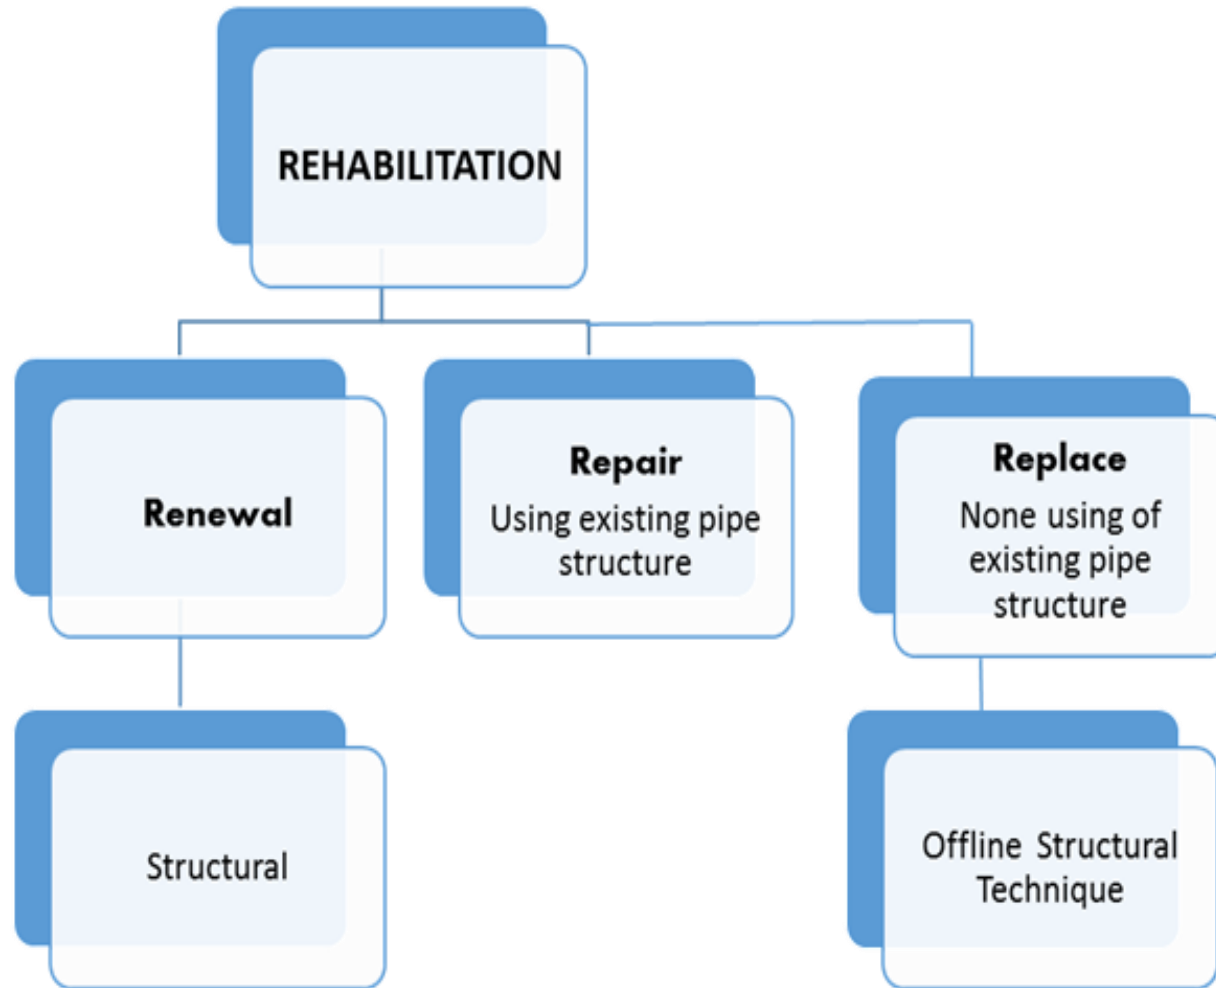 REHABILITATION
Renewal
Repair
Using existing pipe
structure
Replace
None using of
existing pipe
structure
Structural
Offline Structural
Technique